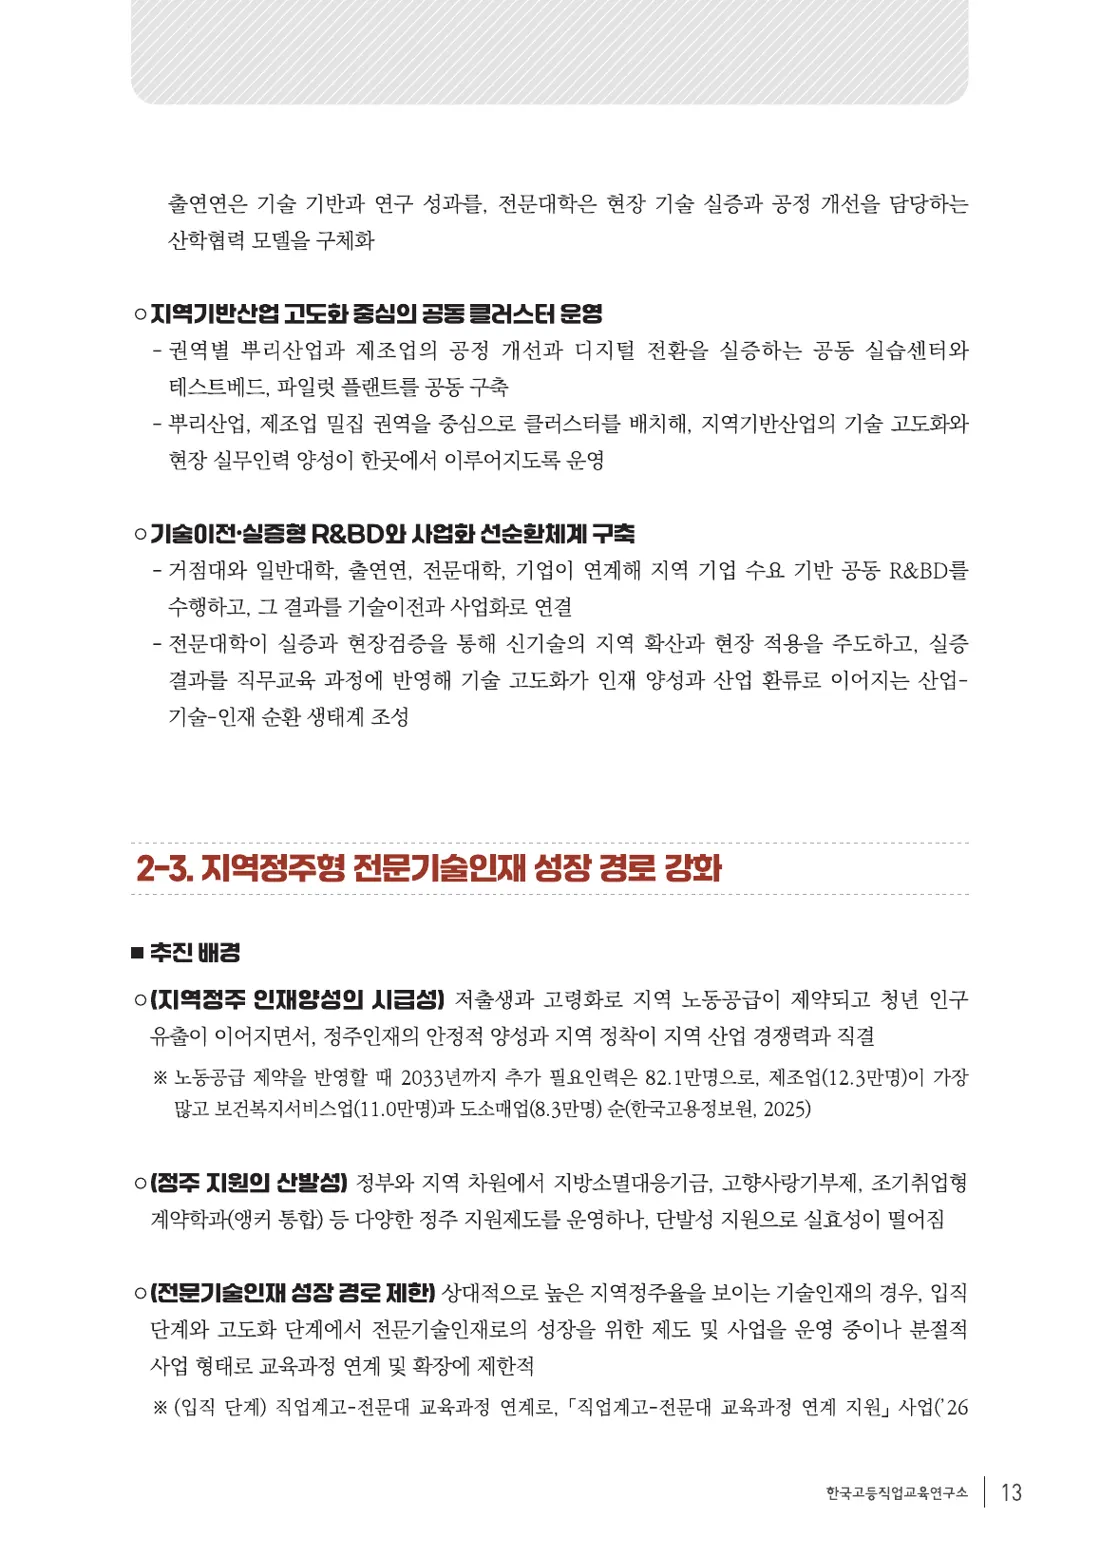 출연연은 기술 기반과 연구 성과를, 전문대학은 현장 기술 실증과 공정 개선을 담당하는
산학협력 모델을 구체화
○ 지역기반산업 고도화 중심의 공동 클러스터 운영
- 권역별 뿌리산업과 제조업의 공정 개선과 디지털 전환을 실증하는 공동 실습센터와
테스트베드, 파일럿 플랜트를 공동 구축
- 뿌리산업, 제조업 밀집 권역을 중심으로 클러스터를 배치해, 지역기반산업의 기술 고도화와
현장 실무인력 양성이 한곳에서 이루어지도록 운영
○ 기술이전·실증형 R&BD와 사업화 선순환체계 구축
- 거점대와 일반대학, 출연연, 전문대학, 기업이 연계해 지역 기업 수요 기반 공동 R&BD를
수행하고, 그 결과를 기술이전과 사업화로 연결
- 전문대학이 실증과 현장검증을 통해 신기술의 지역 확산과 현장 적용을 주도하고, 실증
결과를 직무교육 과정에 반영해 기술 고도화가 인재 양성과 산업 환류로 이어지는 산업-
기술-인재 순환 생태계 조성
2-3. 지역정주형 전문기술인재 성장 경로 강화
■ 추진 배경
○ (지역정주 인재양성의 시급성) 저출생과 고령화로 지역 노동공급이 제약되고 청년 인구
유출이 이어지면서, 정주인재의 안정적 양성과 지역 정착이 지역 산업 경쟁력과 직결
※ 노동공급 제약을 반영할 때 2033년까지 추가 필요인력은 82.1만명으로, 제조업(12.3만명)이 가장
많고 보건복지서비스업(11.0만명)과 도소매업(8.3만명) 순(한국고용정보원, 2025)
○ (정주 지원의 산발성) 정부와 지역 차원에서 지방소멸대응기금, 고향사랑기부제, 조기취업형
계약학과(앵커 통합) 등 다양한 정주 지원제도를 운영하나, 단발성 지원으로 실효성이 떨어짐
○ (전문기술인재 성장 경로 제한) 상대적으로 높은 지역정주율을 보이는 기술인재의 경우, 입직
단계와 고도화 단계에서 전문기술인재로의 성장을 위한 제도 및 사업을 운영 중이나 분절적
사업 형태로 교육과정 연계 및 확장에 제한적
※ (입직 단계) 직업계고-전문대 교육과정 연계로, 「직업계고-전문대 교육과정 연계 지원」 사업('26
한국고등직업교육연구소 13